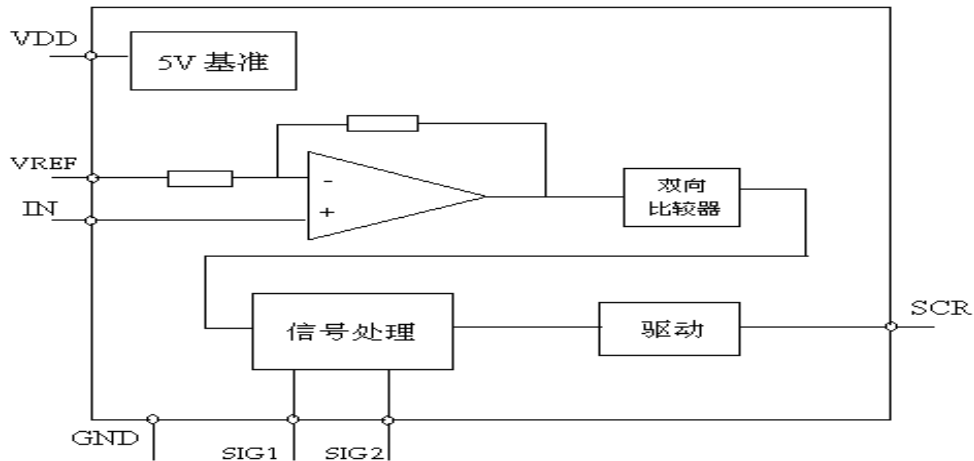 VDD
5V 基准
VREF
IN
-
+
双向
比较器
信号处理
驱动
SCR
GND
SIG1
SIG2